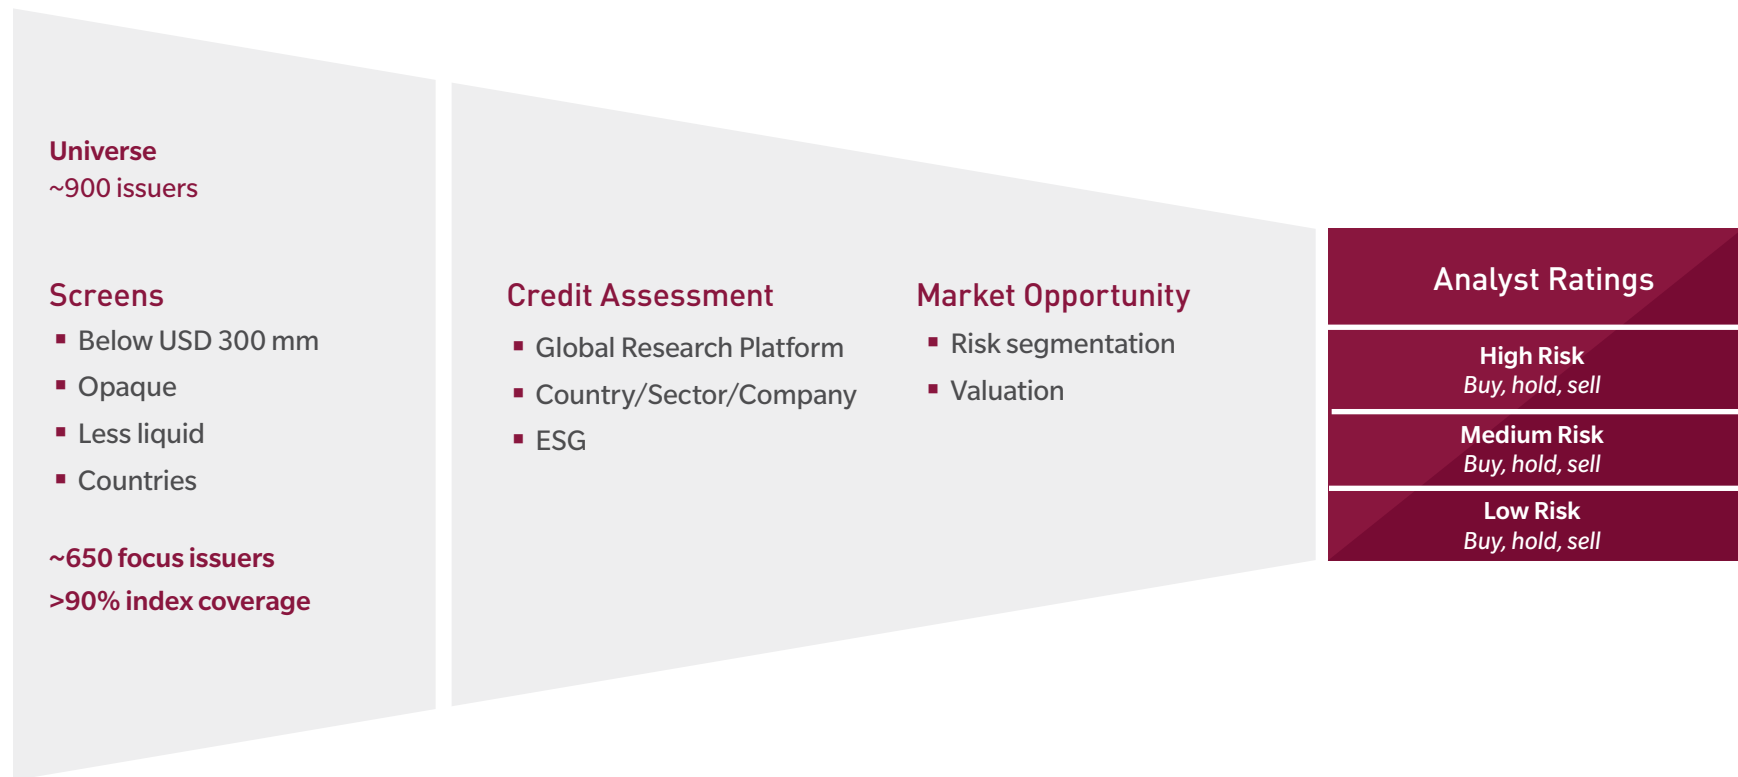 Universe
~900 issuers
Screens
▪ Below USD 300 mm
▪ Opaque
▪ Less liquid
▪ Countries
~650 focus issuers
>90% index coverage
Credit Assessment
▪ Global Research Platform
▪ Country/Sector/Company
▪ ESG
Market Opportunity
▪ Risk segmentation
▪ Valuation
Analyst Ratings
High Risk
Buy, hold, sell
Medium Risk
Buy, hold, sell
Low Risk
Buy, hold, sell